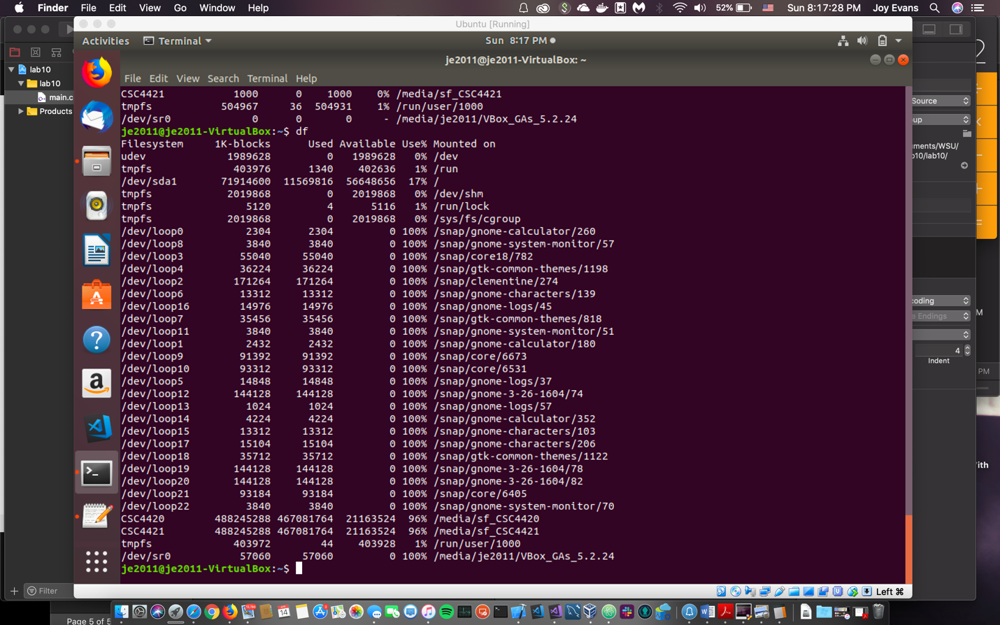 Finder File Edit View Go Window Help 52% Sun 8:17:28 PM Joy Evans
Ubuntu [Running]
Activities Terminal Sun 8:17 PM
je2011@je2011-VirtualBox: ~
File Edit View Search Terminal Help
lab10
lab10
main.c
Products
CSC4421 1000 0 1000 0% /media/sf_CSC4421
tmpfs 504967 36 504931 1% /run/user/1000
/dev/sr0 0 0 0 - /media/je2011/VBox_GAs_5.2.24
je2011@je2011-VirtualBox:~$ df
Filesystem 1K-blocks Used Available Use% Mounted on
udev 1989628 0 1989628 0% /dev
tmpfs 403976 1340 402636 1% /run
/dev/sda1 71914600 11569816 56648656 17% /
tmpfs 2019868 0 2019868 0% /dev/shm
tmpfs 5120 4 5116 1% /run/lock
tmpfs 2019868 0 2019868 0% /sys/fs/cgroup
/dev/loop0 2304 2304 0 100% /snap/gnome-calculator/260
/dev/loop8 3840 3840 0 100% /snap/gnome-system-monitor/57
/dev/loop3 55040 55040 0 100% /snap/core18/782
/dev/loop4 36224 36224 0 100% /snap/gtk-common-themes/1198
/dev/loop2 171264 171264 0 100% /snap/clementine/274
/dev/loop6 13312 13312 0 100% /snap/gnome-characters/139
/dev/loop16 14976 14976 0 100% /snap/gnome-logs/45
/dev/loop7 35456 35456 0 100% /snap/gtk-common-themes/818
/dev/loop11 3840 3840 0 100% /snap/gnome-system-monitor/51
/dev/loop1 2432 2432 0 100% /snap/gnome-calculator/180
/dev/loop9 91392 91392 0 100% /snap/core/6673
/dev/loop10 93312 93312 0 100% /snap/core/6531
/dev/loop5 14848 14848 0 100% /snap/gnome-logs/37
/dev/loop12 144128 144128 0 100% /snap/gnome-3-26-1604/74
/dev/loop13 1024 1024 0 100% /snap/gnome-logs/57
/dev/loop14 4224 4224 0 100% /snap/gnome-calculator/352
/dev/loop15 13312 13312 0 100% /snap/gnome-characters/103
/dev/loop17 15104 15104 0 100% /snap/gnome-characters/206
/dev/loop18 35712 35712 0 100% /snap/gtk-common-themes/1122
/dev/loop19 144128 144128 0 100% /snap/gnome-3-26-1604/78
/dev/loop20 144128 144128 0 100% /snap/gnome-3-26-1604/82
/dev/loop21 93184 93184 0 100% /snap/core/6405
/dev/loop22 3840 3840 0 100% /snap/gnome-system-monitor/70
CSC4420 488245288 467081764 21163524 96% /media/sf_CSC4420
CSC4421 488245288 467081764 21163524 96% /media/sf_CSC4421
tmpfs 403972 44 403928 1% /run/user/1000
/dev/sr0 57060 57060 0 100% /media/je2011/VBox_GAs_5.2.24
je2011@je2011-VirtualBox:~$
Source
up
uments/WSU/
b10/lab10/
coding
e Endings
4
Indent
PM
ith
Filter
Left ⌘
Page 5 of 5
14